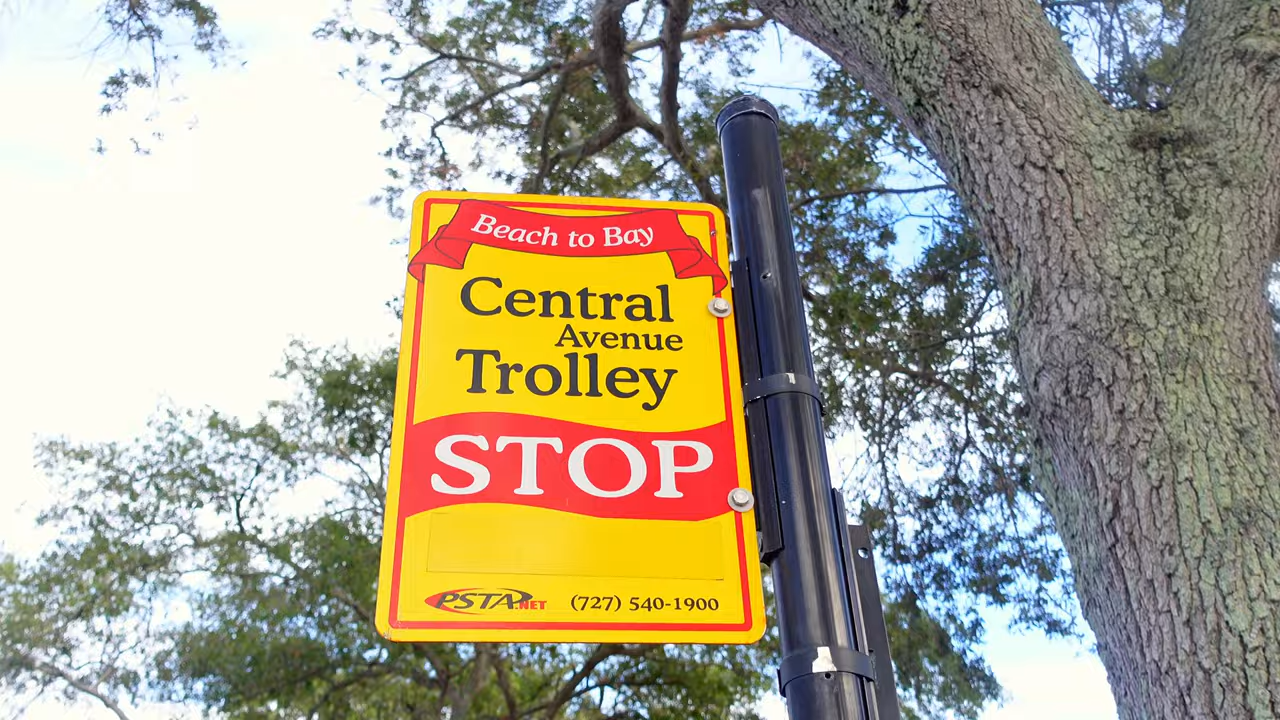 Beach to Bay
Central
Avenue
Trolley
STOP
PSTA.NET (727) 540-1900